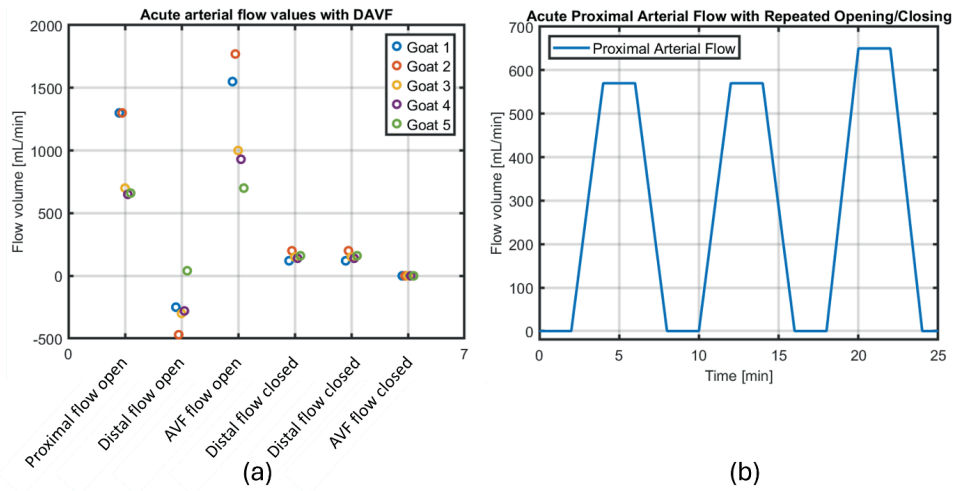 Acute arterial flow values with DAVF
2000
1500
1000
500
0
-500
Flow volume [mL/min]
Goat 1
Goat 2
Goat 3
Goat 4
Goat 5
0
7
Proximal flow open
Distal flow open
AVF flow open
Distal flow closed
Distal flow closed
AVF flow closed
(a)
Acute Proximal Arterial Flow with Repeated Opening/Closing
700
600
500
400
300
200
100
0
Flow volume [mL/min]
Proximal Arterial Flow
0
5
10
15
20
25
Time [min]
(b)